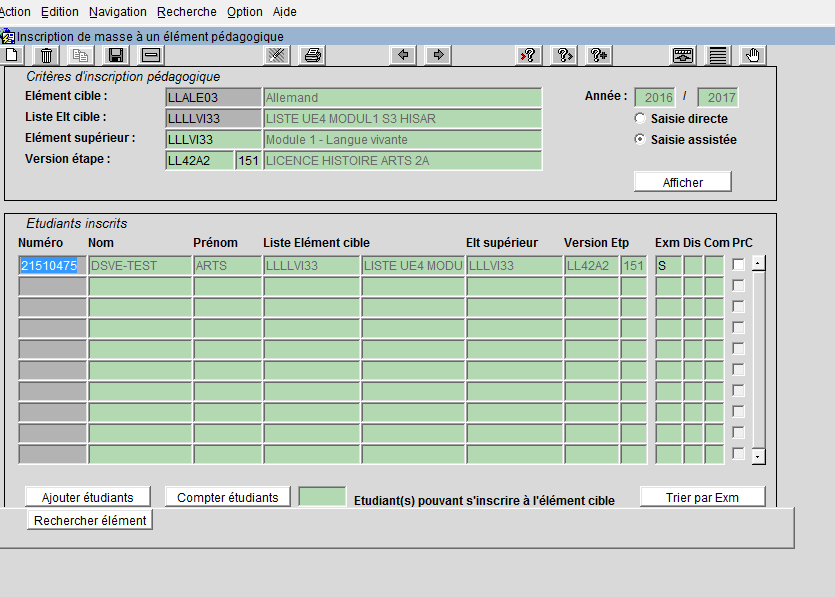 Action Edition Navigation Recherche Option Aide
Inscription de masse à un élément pédagogique
Critères d'inscription pédagogique
Elément cible : LLALE03 Allemand Année : 2016 / 2017
Liste Elt cible : LLLLVI33 LISTE UE4 MODUL1 S3 HISAR Saisie directe
Elément supérieur : LLLVI33 Module 1 - Langue vivante Saisie assistée
Version étape : LL42A2 151 LICENCE HISTOIRE ARTS 2A
Afficher
Etudiants inscrits
Numéro Nom Prénom Liste Elément cible Elt supérieur Version Etp Exm Dis Com PrC
21510475 DSVE-TEST ARTS LLLLVI33 LISTE UE4 MODU LLLVI33 LL42A2 151 S
Ajouter étudiants Compter étudiants Etudiant(s) pouvant s'inscrire à l'élément cible Trier par Exm
Rechercher élément